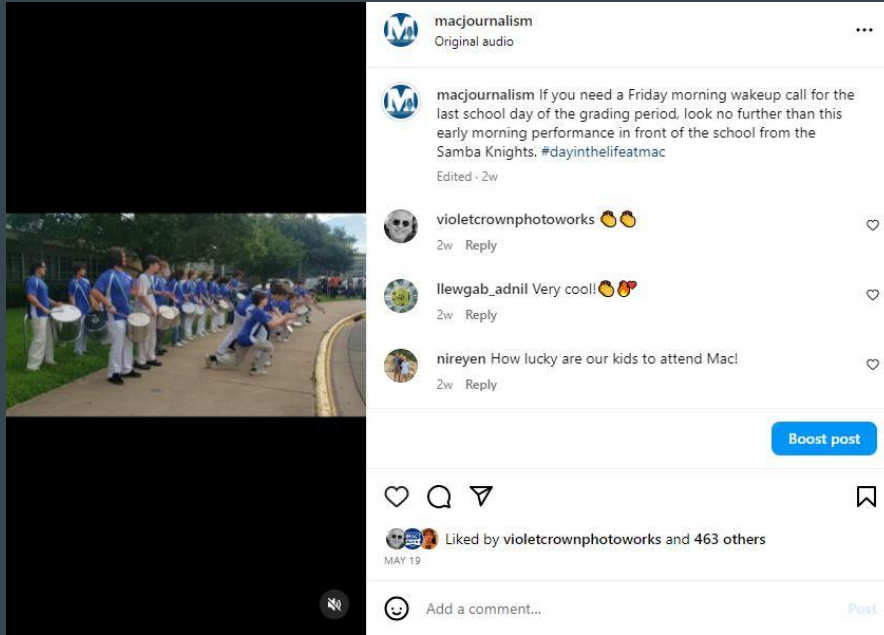 macjournalism
Original audio
macjournalism If you need a Friday morning wakeup call for the
last school day of the grading period, look no further than this
early morning performance in front of the school from the
Samba Knights. #dayinthelifeatmac
Edited · 2w
violetcrownphotoworks 👏👏
2w Reply
llewgab_adnil Very cool!👏❤️‍🔥
2w Reply
nireyen How lucky are our kids to attend Mac!
2w Reply
Boost post
Liked by violetcrownphotoworks and 463 others
MAY 19
Add a comment...
Post